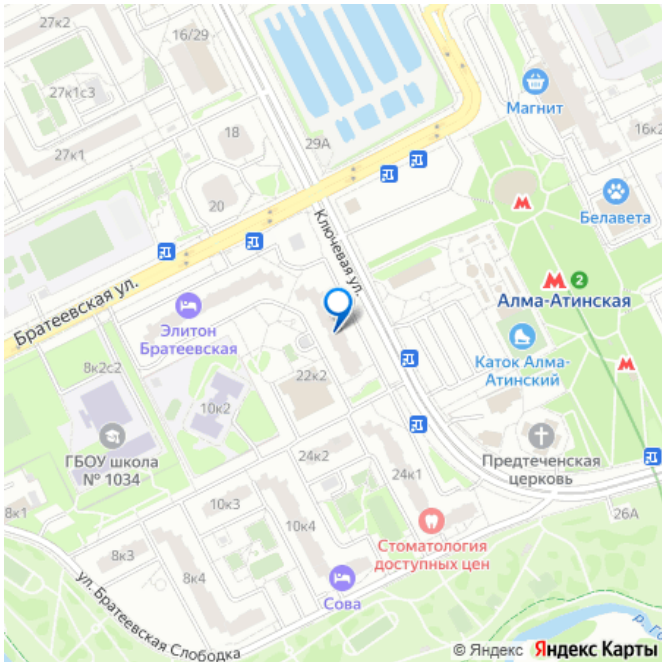 27к2
16/29
27к1с3
Магнит
16к2
18
29А
27к1
20
Белавета
Ключевая ул.
Братеевская ул.
2
Алма-Атинская
Элитон
Братеевская
Каток Алма-
Атинский
8к2с2
22к2
10к2
ГБОУ школа
№ 1034
24к2
24к1
Предтеченская
церковь
10к3
8к1
10к4
26А
8к3
Стоматология
доступных цен
8к4
Сова
ул. Братеевская Слободка
р. Го
© Яндекс Яндекс Карты